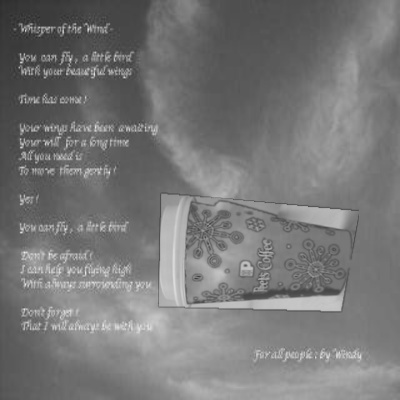 - Whisper of the Wind -
You can fly, a little bird
With your beautiful wings
Time has come!
Your wings have been awaiting
Your will for a long time
All you need is
To move them gently!
Yes!
You can fly, a little bird
Don't be afraid!
I can help you flying high
With always surrounding you
Don't forget!
That I will always be with you
Peet's Coffee
For all people; by Windy